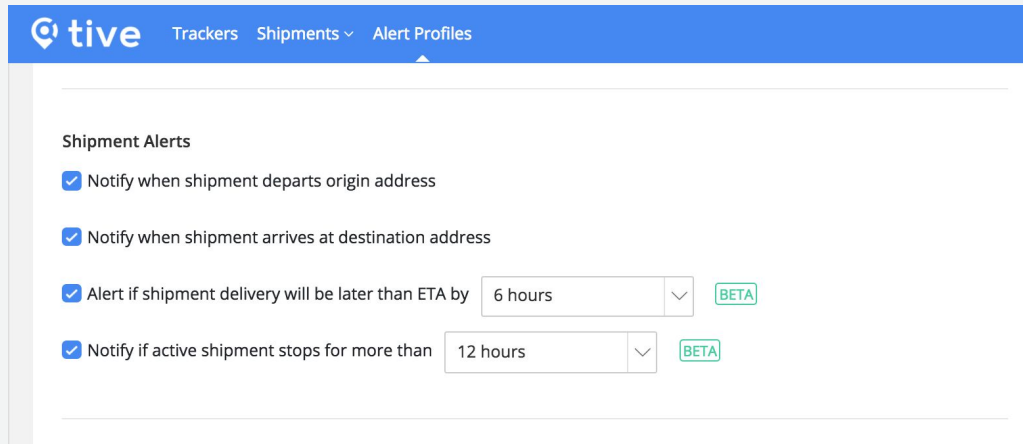 tive Trackers Shipments Alert Profiles
Shipment Alerts
Notify when shipment departs origin address
Notify when shipment arrives at destination address
Alert if shipment delivery will be later than ETA by 6 hours BETA
Notify if active shipment stops for more than 12 hours BETA